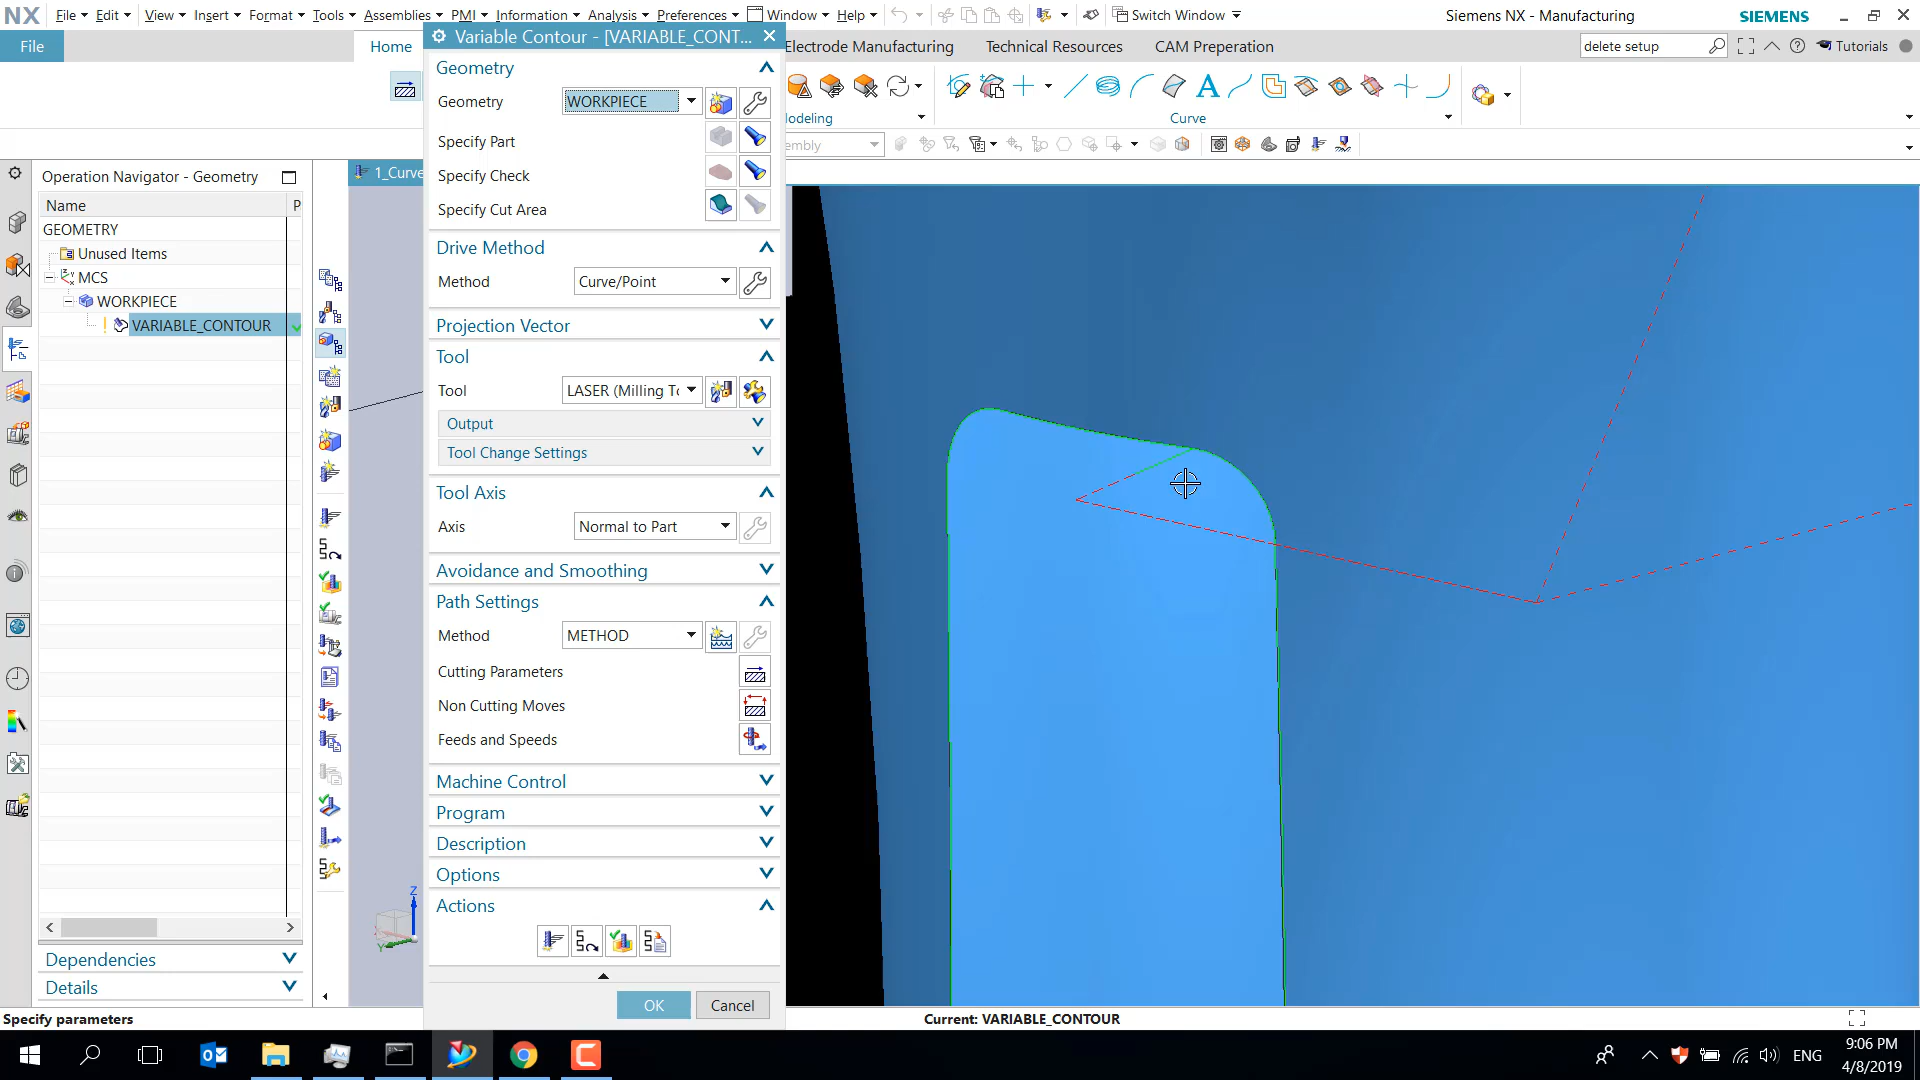 NX File Edit View Insert Format Tools Assemblies PMI Information Analysis Preferences Window Help Switch Window Siemens NX - Manufacturing SIEMENS
File Home Electrode Manufacturing Technical Resources CAM Preperation delete setup Tutorials
Variable Contour - [VARIABLE_CONT...
Curve
Operation Navigator - Geometry
1_Curve
Name P
GEOMETRY
Unused Items
MCS
WORKPIECE
VARIABLE_CONTOUR
Dependencies
Details
Geometry
Geometry WORKPIECE
Specify Part
Specify Check
Specify Cut Area
Drive Method
Method Curve/Point
Projection Vector
Tool
Tool LASER (Milling
Output
Tool Change Settings
Tool Axis
Axis Normal to Part
Avoidance and Smoothing
Path Settings
Method METHOD
Cutting Parameters
Non Cutting Moves
Feeds and Speeds
Machine Control
Program
Description
Options
Actions
OK Cancel
Z
Y
Specify parameters Current: VARIABLE_CONTOUR
ENG
9:06 PM
4/8/2019